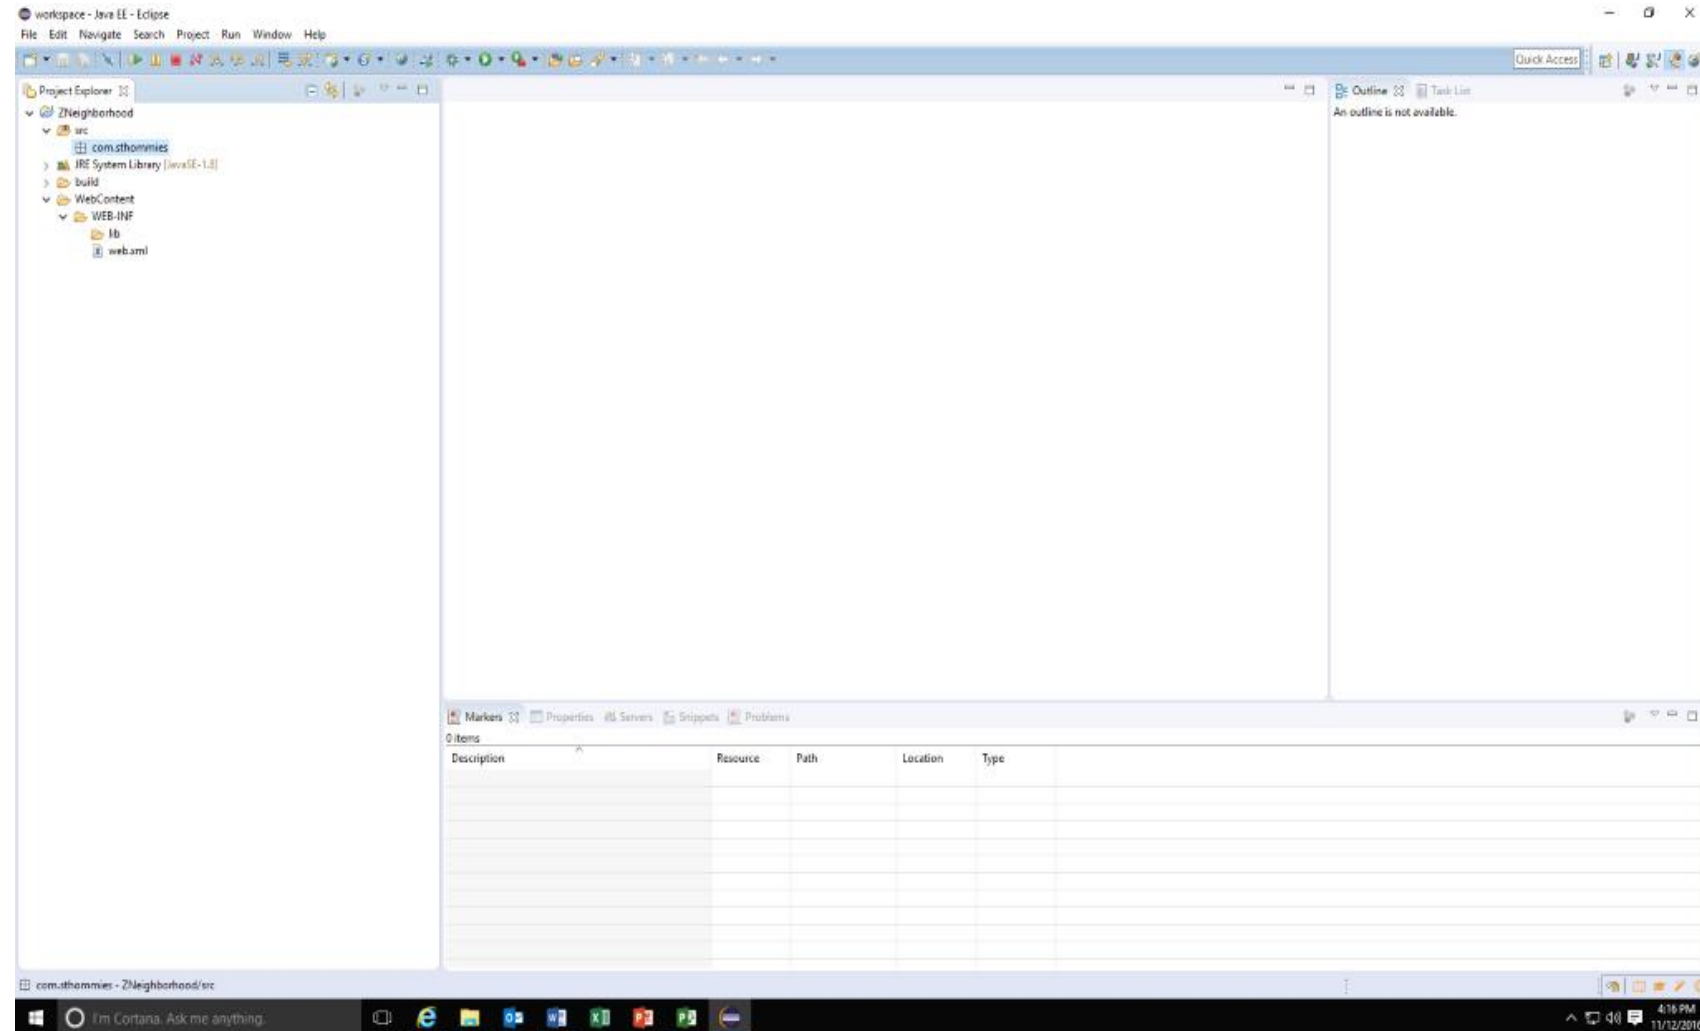 workspace - Java EE - Eclipse
File Edit Navigate Search Project Run Window Help
Quick Access
Project Explorer
ZNeighborhood
src
com.sthommies
JRE System Library [JavaSE-1.8]
build
WebContent
WEB-INF
lib
web.xml
Outline Task List
An outline is not available.
Markers Properties Servers Snippets Problems
0 items
Description Resource Path Location Type
com.sthommies - ZNeighborhood/src
I'm Cortana. Ask me anything.
4:16 PM